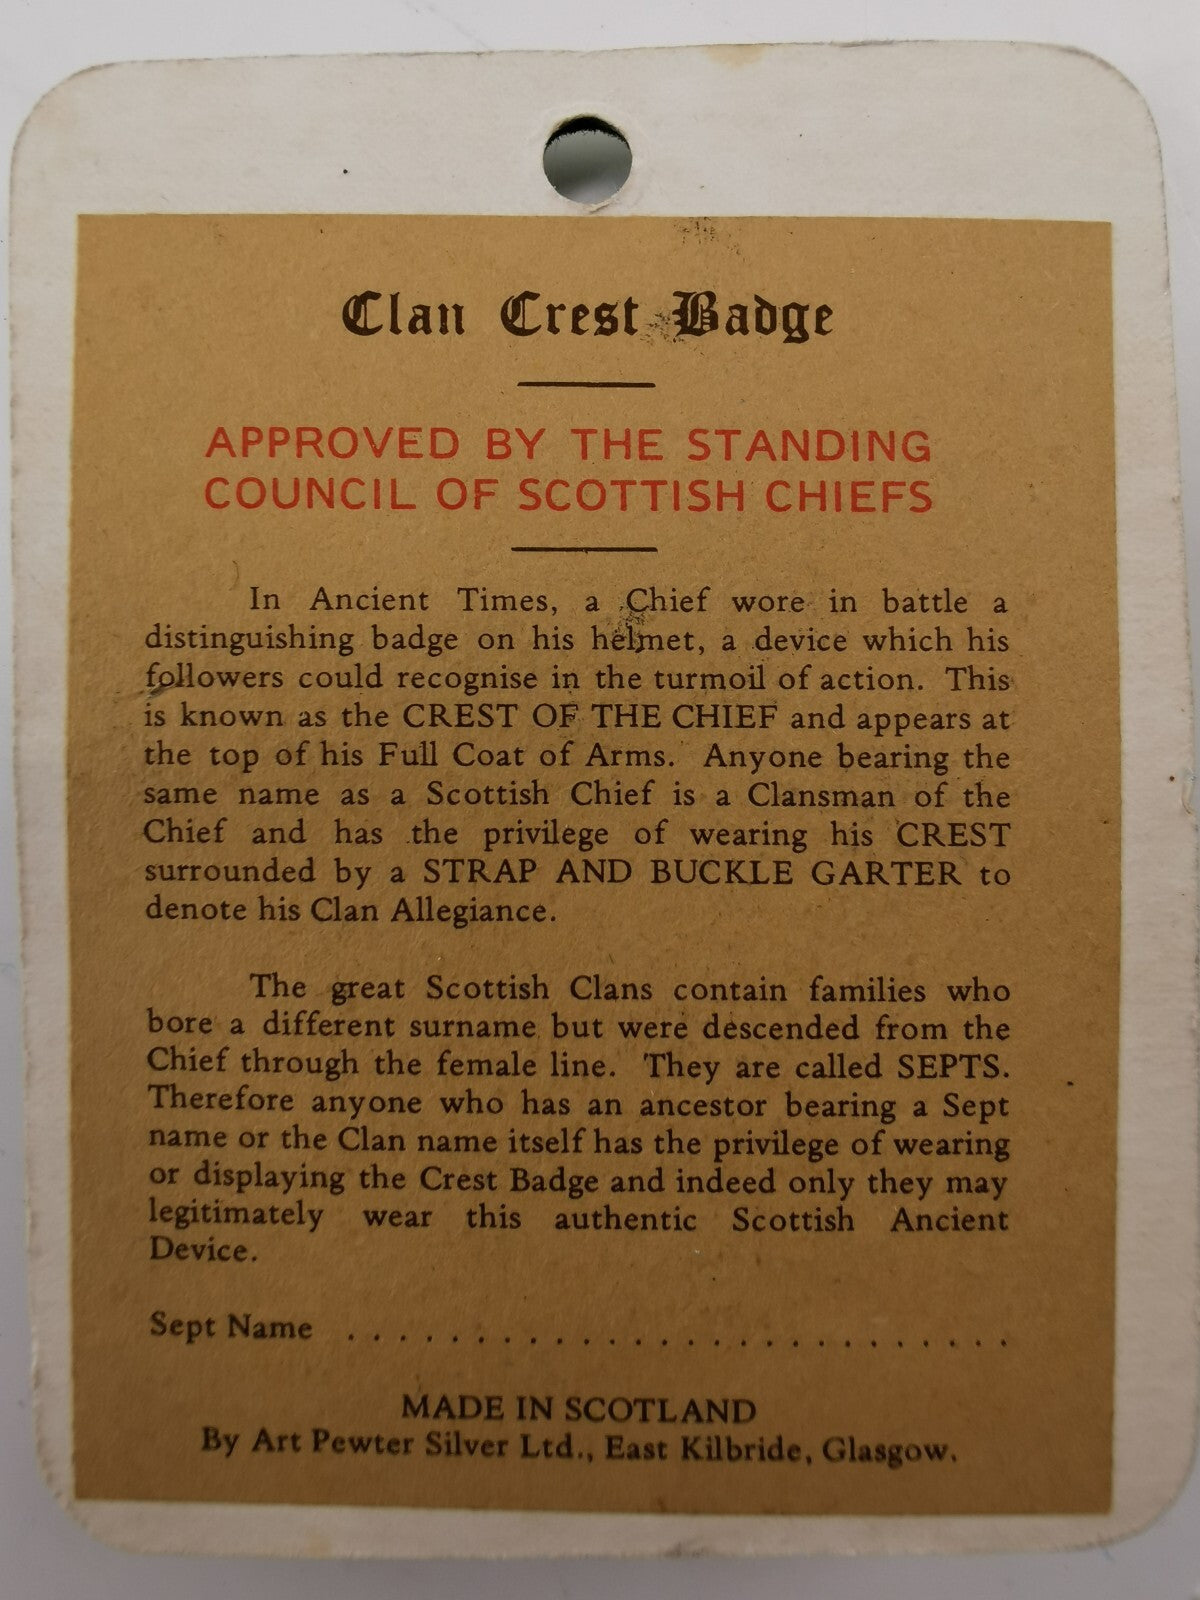 Clan Crest Badge
APPROVED BY THE STANDING
COUNCIL OF SCOTTISH CHIEFS
In Ancient Times, a Chief wore in battle a
distinguishing badge on his helmet, a device which his
followers could recognise in the turmoil of action. This
is known as the CREST OF THE CHIEF and appears at
the top of his Full Coat of Arms. Anyone bearing the
same name as a Scottish Chief is a Clansman of the
Chief and has the privilege of wearing his CREST
surrounded by a STRAP AND BUCKLE GARTER to
denote his Clan Allegiance.
The great Scottish Clans contain families who
bore a different surname but were descended from the
Chief through the female line. They are called SEPTS.
Therefore anyone who has an ancestor bearing a Sept
name or the Clan name itself has the privilege of wearing
or displaying the Crest Badge and indeed only they may
legitimately wear this authentic Scottish Ancient
Device.
Sept Name . . . . . . . . . . . . . . . . . . . . . . . . . .
MADE IN SCOTLAND
By Art Pewter Silver Ltd., East Kilbride, Glasgow.